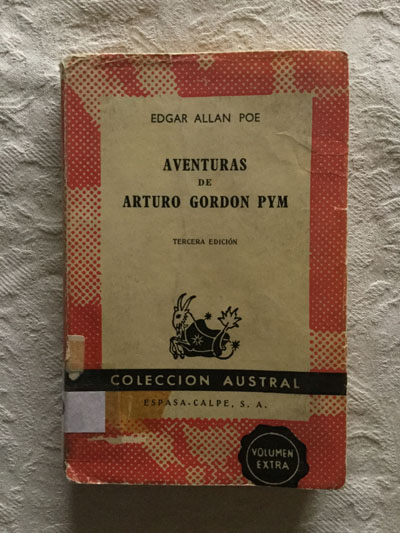 EDGAR ALLAN POE
AVENTURAS
DE
ARTURO GORDON PYM
TERCERA EDICIÓN
COLECCION AUSTRAL
ESPASA-CALPE, S. A.
VOLUMEN
EXTRA